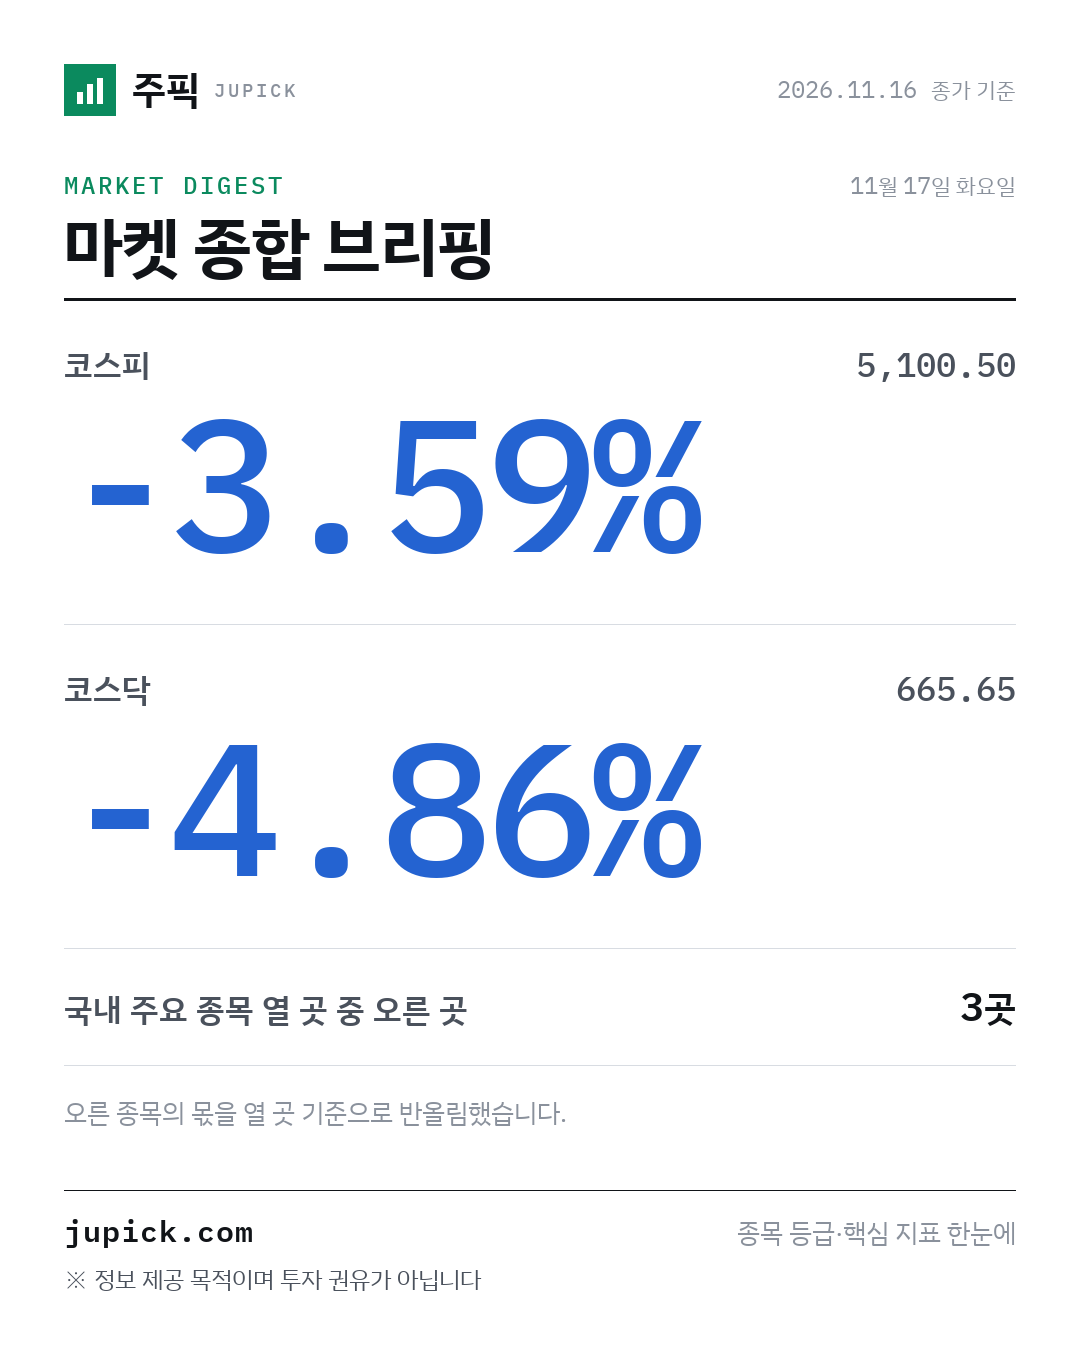 주픽 JUPICK 2026.11.16 종가 기준
MARKET DIGEST 11월 17일 화요일
마켓 종합 브리핑
코스피 5,100.50
-3.59%
코스닥 665.65
-4.86%
국내 주요 종목 열 곳 중 오른 곳 3곳
오른 종목의 몫을 열 곳 기준으로 반올림했습니다.
jupick.com 종목 등급·핵심 지표 한눈에
※ 정보 제공 목적이며 투자 권유가 아닙니다